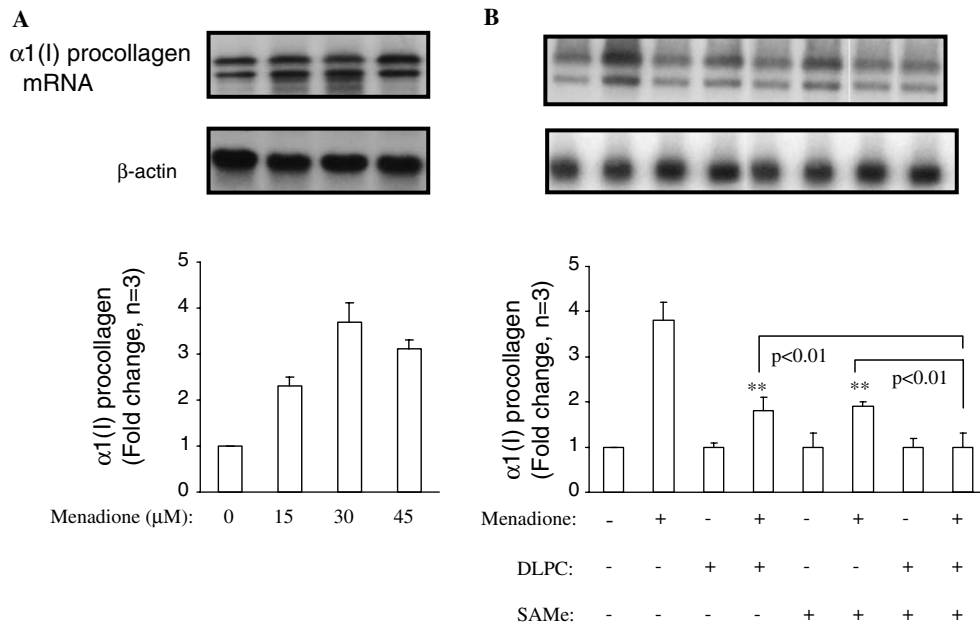 A
α1(I) procollagen
mRNA
β-actin
α1(I) procollagen
(Fold change, n=3)
5
4
3
2
1
0
Menadione (µM): 0 15 30 45
B
α1(I) procollagen
(Fold change, n=3)
5
4
3
2
1
0
p<0.01
p<0.01
** **
Menadione: - + - + - + - +
DLPC: - - + + - - + +
SAMe: - - - - + + + +